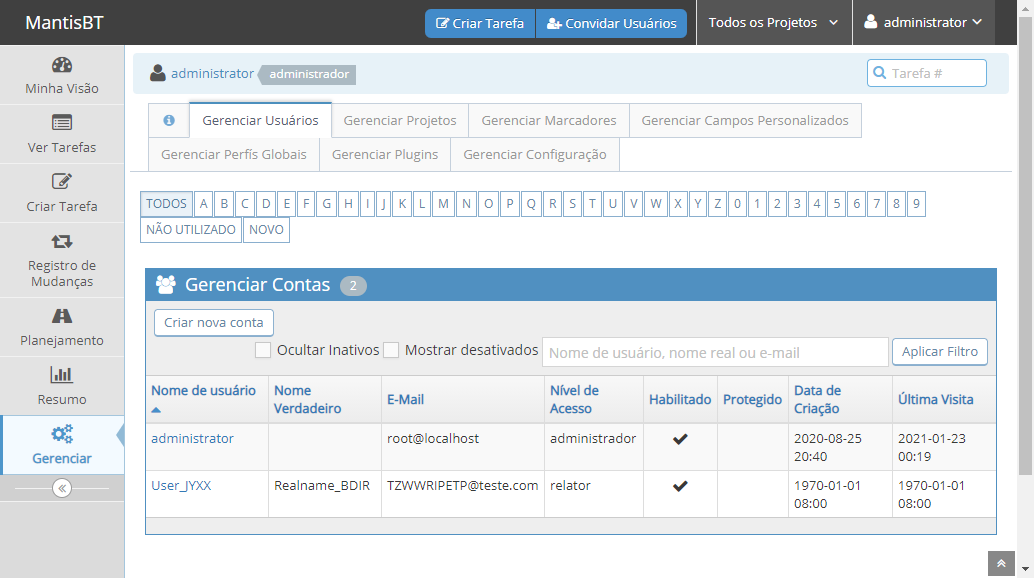 MantisBT
Criar Tarefa
Convidar Usuários
Todos os Projetos
administrator
Minha Visão
Ver Tarefas
Criar Tarefa
Registro de
Mudanças
Planejamento
Resumo
Gerenciar
administrator administrador
Tarefa #
Gerenciar Usuários
Gerenciar Projetos
Gerenciar Marcadores
Gerenciar Campos Personalizados
Gerenciar Perfís Globais
Gerenciar Plugins
Gerenciar Configuração
TODOS A B C D E F G H I J K L M N O P Q R S T U V W X Y Z 0 1 2 3 4 5 6 7 8 9
NÃO UTILIZADO NOVO
Gerenciar Contas 2
Criar nova conta
Ocultar Inativos Mostrar desativados Nome de usuário, nome real ou e-mail Aplicar Filtro
Nome de usuário
Nome
Verdadeiro
E-Mail
Nível de
Acesso
Habilitado
Protegido
Data de
Criação
Última Visita
administrator
root@localhost
administrador
2020-08-25
20:40
2021-01-23
00:19
User_JYXX
Realname_BDIR
TZWWRIPETP@teste.com
relator
1970-01-01
08:00
1970-01-01
08:00